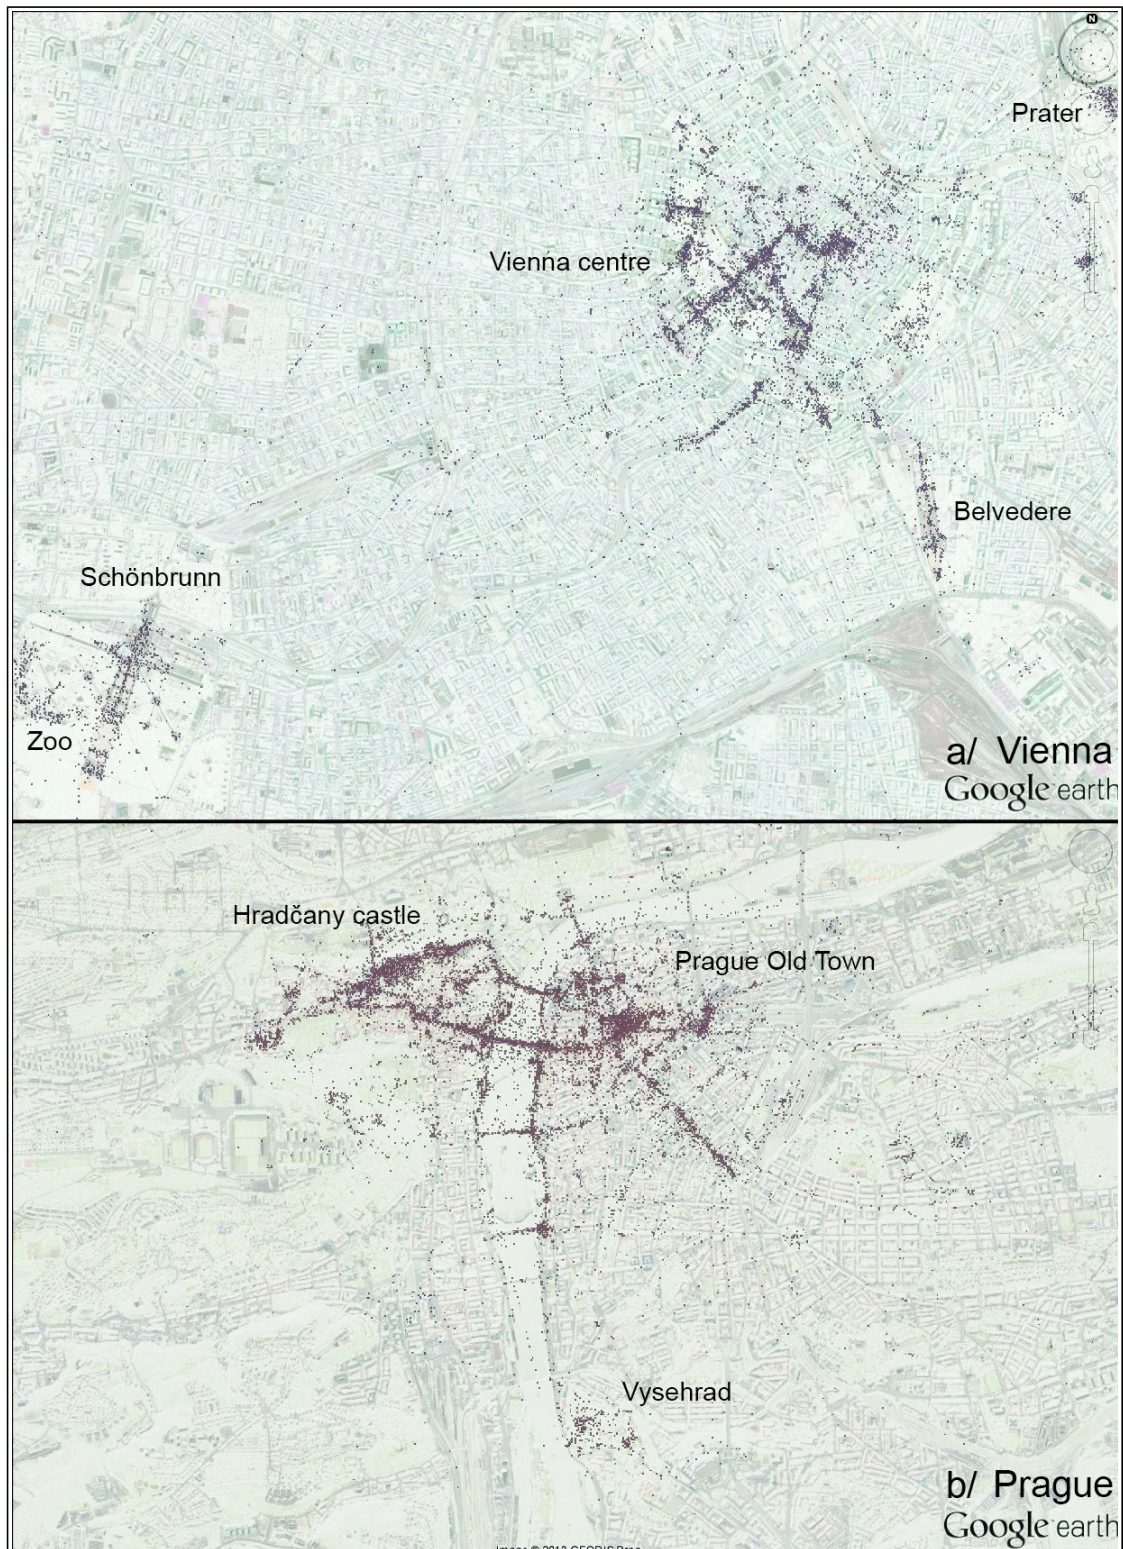 N
Prater
Vienna centre
Belvedere
Schönbrunn
Zoo
a/ Vienna
Google earth
Hradčany castle
Prague Old Town
Vysehrad
b/ Prague
Google earth